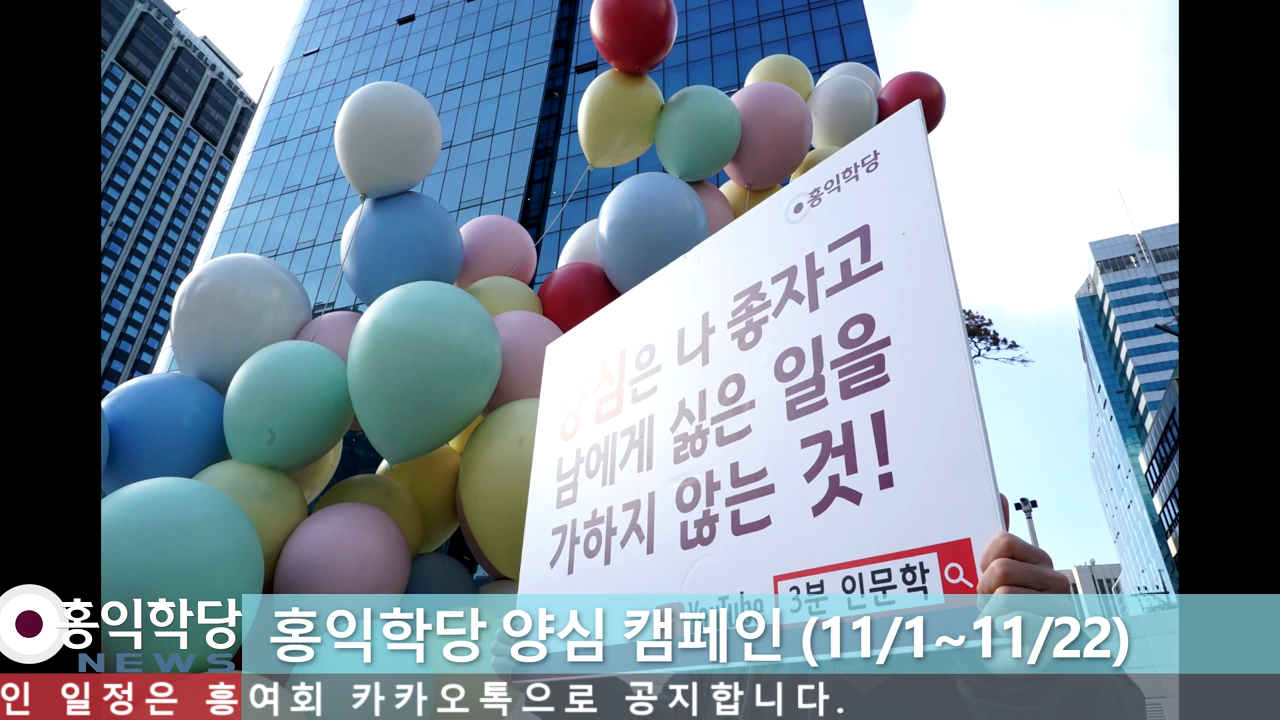 홍익학당
양심은 나 좋자고
남에게 싫은 일을
가하지 않는 것!
YouTube 3분 인문학
홍익학당 홍익학당 양심 캠페인 (11/1~11/22)
NEWS
인 일정은 흥여회 카카오톡으로 공지합니다.